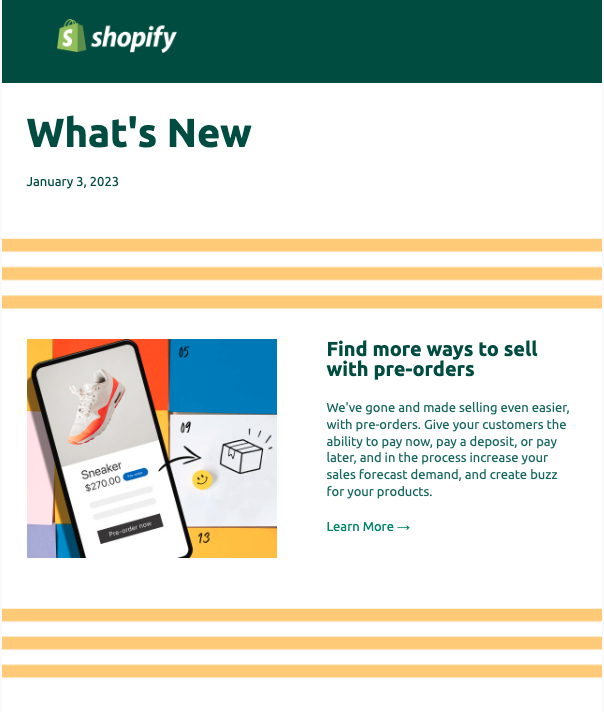 shopify
What's New
January 3, 2023
05
09
13
Sneaker
$270.00
Pre-order
Pre-order now
Find more ways to sell
with pre-orders
We've gone and made selling even easier,
with pre-orders. Give your customers the
ability to pay now, pay a deposit, or pay
later, and in the process increase your
sales forecast demand, and create buzz
for your products.
Learn More →